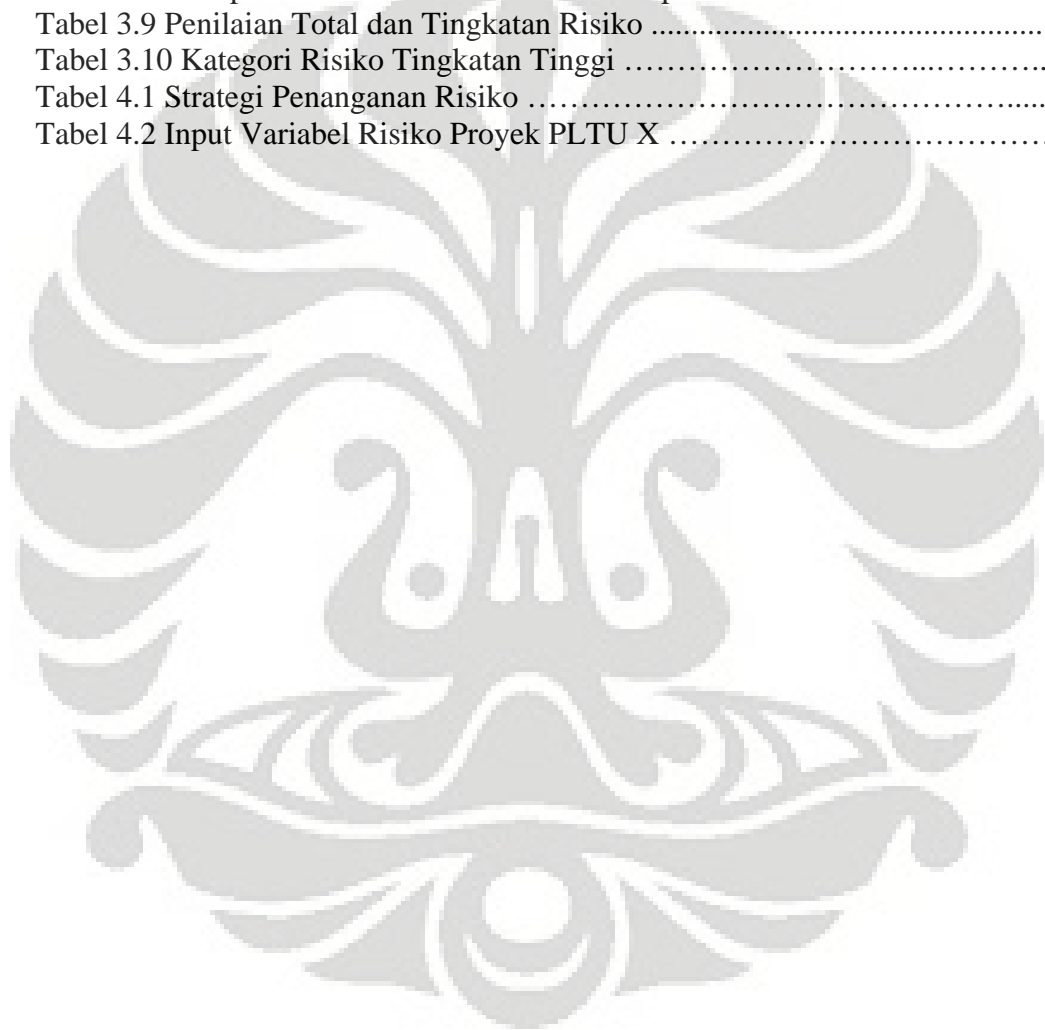 Tabel 3.9 Penilaian Total dan Tingkatan Risiko .............................................
Tabel 3.10 Kategori Risiko Tingkatan Tinggi …………………………...………...
Tabel 4.1 Strategi Penanganan Risiko ……………………………………………......
Tabel 4.2 Input Variabel Risiko Proyek PLTU X ………………………………